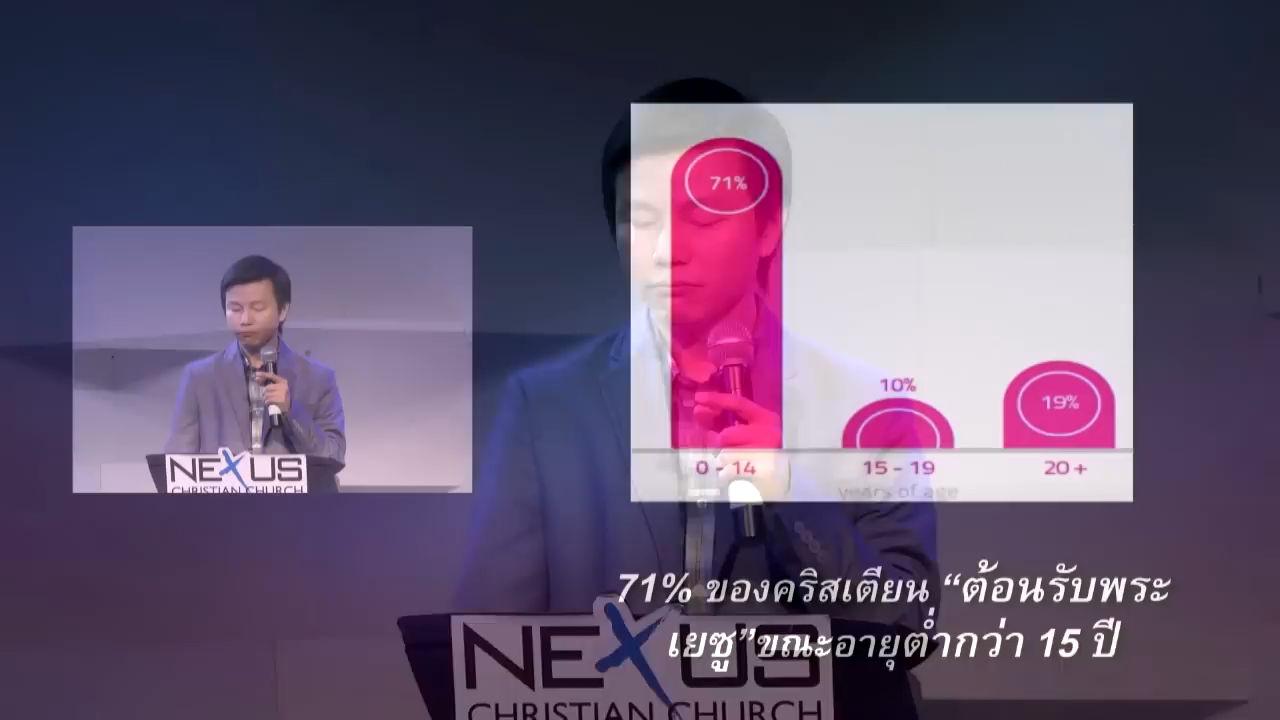 71%
10%
19%
0 - 14
15 - 19
20 +
years of age
NEXUS
CHRISTIAN CHURCH
71% ของคริสเตียน “ต้อนรับพระ
เยซู”ขณะอายุต่ำกว่า 15 ปี
NEXUS
CHRISTIAN CHURCH